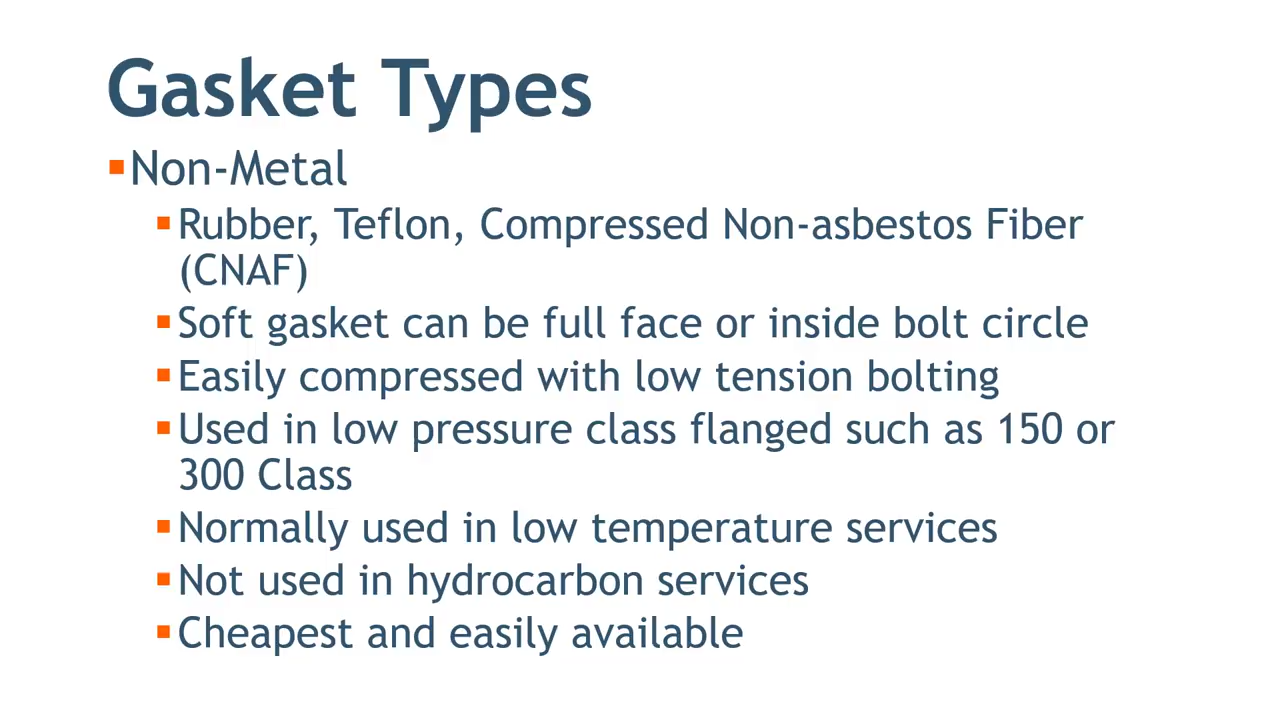 Gasket Types
Non-Metal
Rubber, Teflon, Compressed Non-asbestos Fiber
(CNAF)
Soft gasket can be full face or inside bolt circle
Easily compressed with low tension bolting
Used in low pressure class flanged such as 150 or
300 Class
Normally used in low temperature services
Not used in hydrocarbon services
Cheapest and easily available